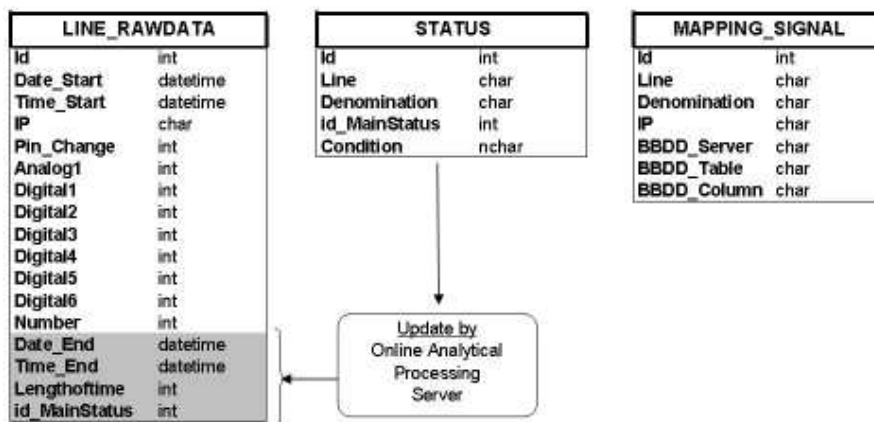 LINE_RAWDATA
Id int
Date_Start datetime
Time_Start datetime
IP char
Pin_Change int
Analog1 int
Digital1 int
Digital2 int
Digital3 int
Digital4 int
Digital5 int
Digital6 int
Number int
Date_End datetime
Time_End datetime
Lengthoftime int
id_MainStatus int
STATUS
Id int
Line char
Denomination char
id_MainStatus int
Condition nchar
Update by
Online Analytical
Processing
Server
MAPPING_SIGNAL
Id int
Line char
Denomination char
IP char
BBDD_Server char
BBDD_Table char
BBDD_Column char